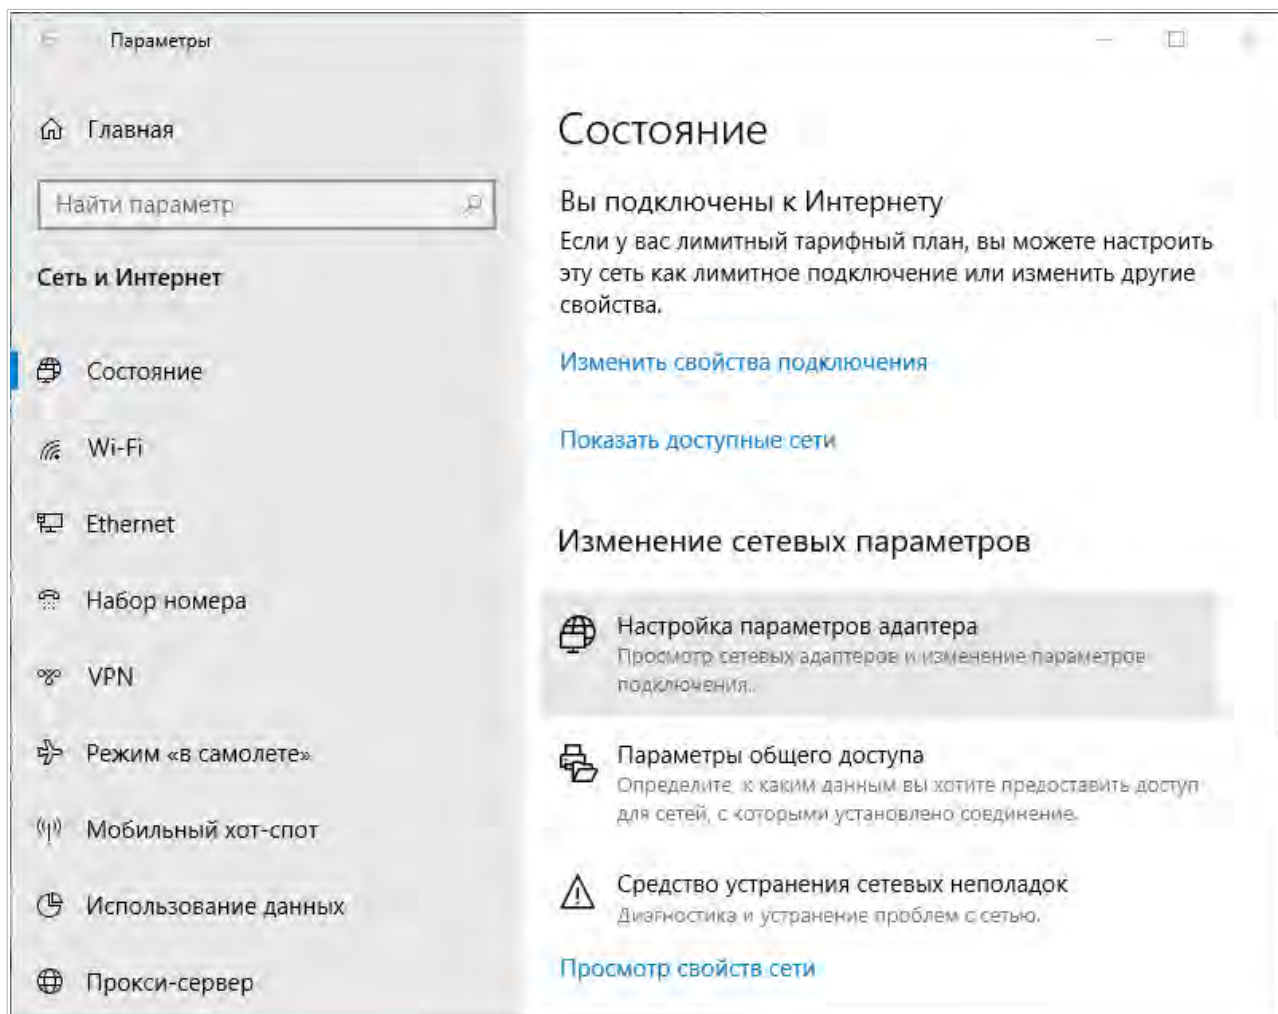 Параметры
Главная
Найти параметр
Сеть и Интернет
Состояние
Wi-Fi
Ethernet
Набор номера
VPN
Режим «в самолете»
Мобильный хот-спот
Использование данных
Прокси-сервер
Состояние
Вы подключены к Интернету
Если у вас лимитный тарифный план, вы можете настроить
эту сеть как лимитное подключение или изменить другие
свойства.
Изменить свойства подключения
Показать доступные сети
Изменение сетевых параметров
Настройка параметров адаптера
Просмотр сетевых адаптеров и изменение параметров
подключения.
Параметры общего доступа
Определите, к каким данным вы хотите предоставить доступ
для сетей, с которыми установлено соединение.
Средство устранения сетевых неполадок
Диагностика и устранение проблем с сетью.
Просмотр свойств сети